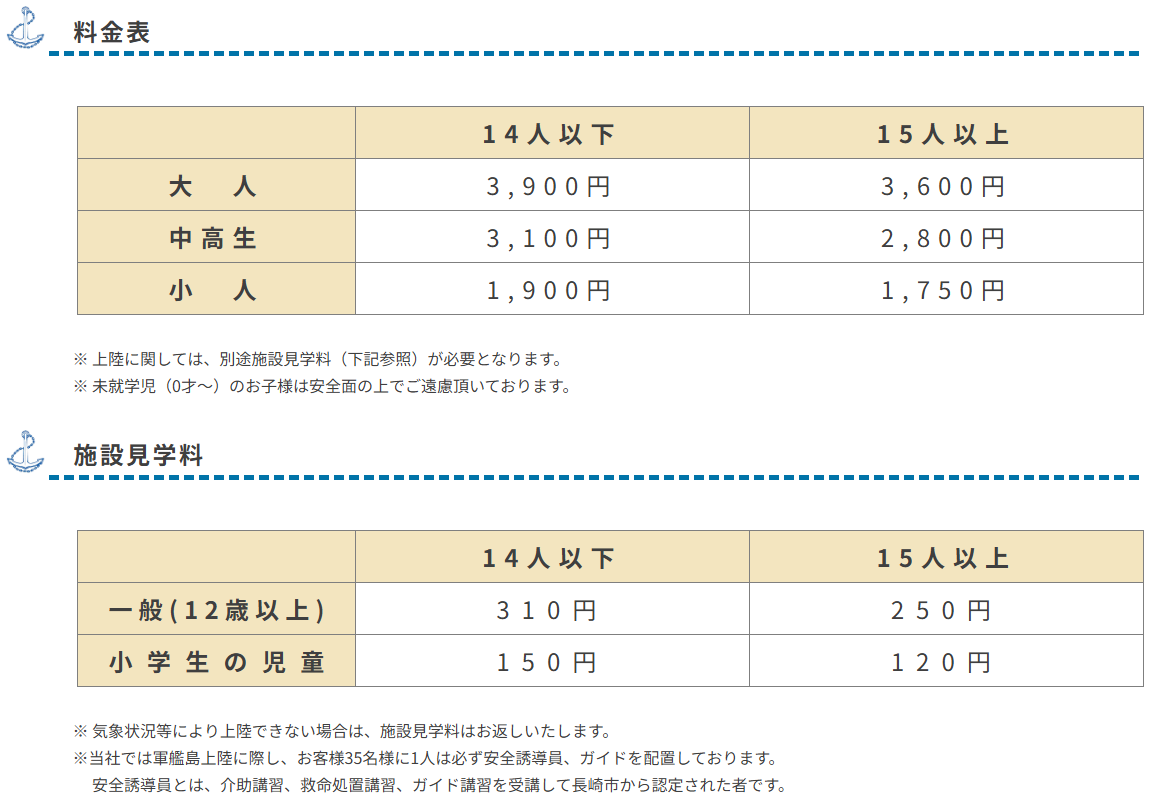 料金表
14人以下 15人以上
大 人 3,900円 3,600円
中高生 3,100円 2,800円
小 人 1,900円 1,750円
※ 上陸に関しては、別途施設見学料（下記参照）が必要となります。
※ 未就学児（0才～）のお子様は安全面の上でご遠慮頂いております。
施設見学料
14人以下 15人以上
一般(12歳以上) 310円 250円
小学生の児童 150円 120円
※ 気象状況等により上陸できない場合は、施設見学料はお返しいたします。
※当社では軍艦島上陸に際し、お客様35名様に1人は必ず安全誘導員、ガイドを配置しております。
安全誘導員とは、介助講習、救命処置講習、ガイド講習を受講して長崎市から認定された者です。